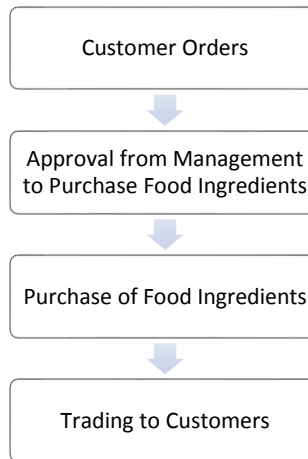 Customer Orders
Approval from Management
to Purchase Food Ingredients
Purchase of Food Ingredients
Trading to Customers